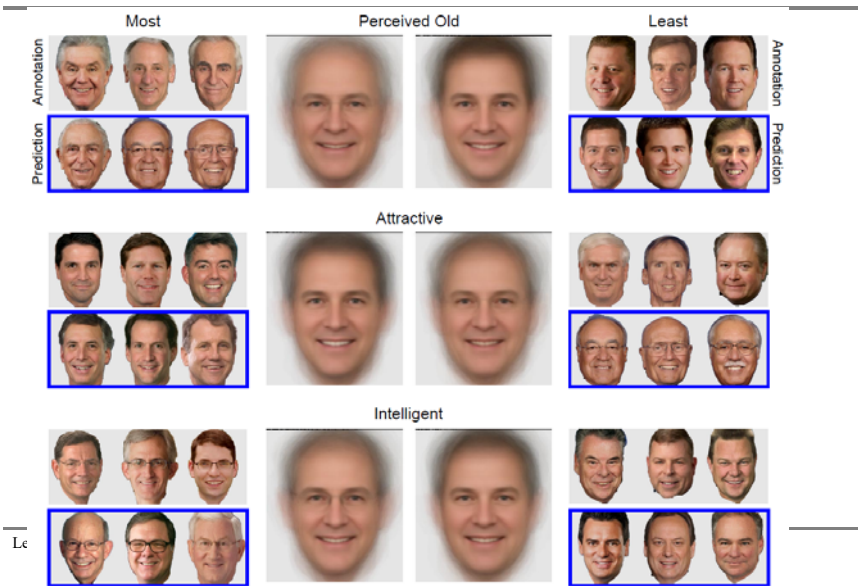 Most Perceived Old Least
Annotation Annotation
Prediction Prediction
Attractive
Intelligent